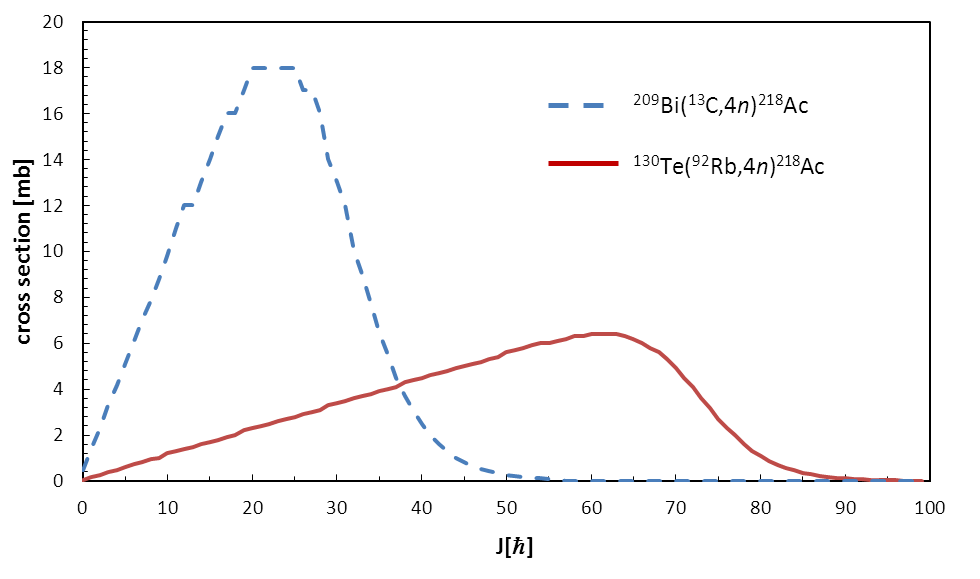 20
18
16
14
12
10
8
6
4
2
0
cross section [mb]
²⁰⁹Bi(¹³C,4n)²¹⁸Ac
¹³⁰Te(⁹²Rb,4n)²¹⁸Ac
0 10 20 30 40 50 60 70 80 90 100
J[ħ]